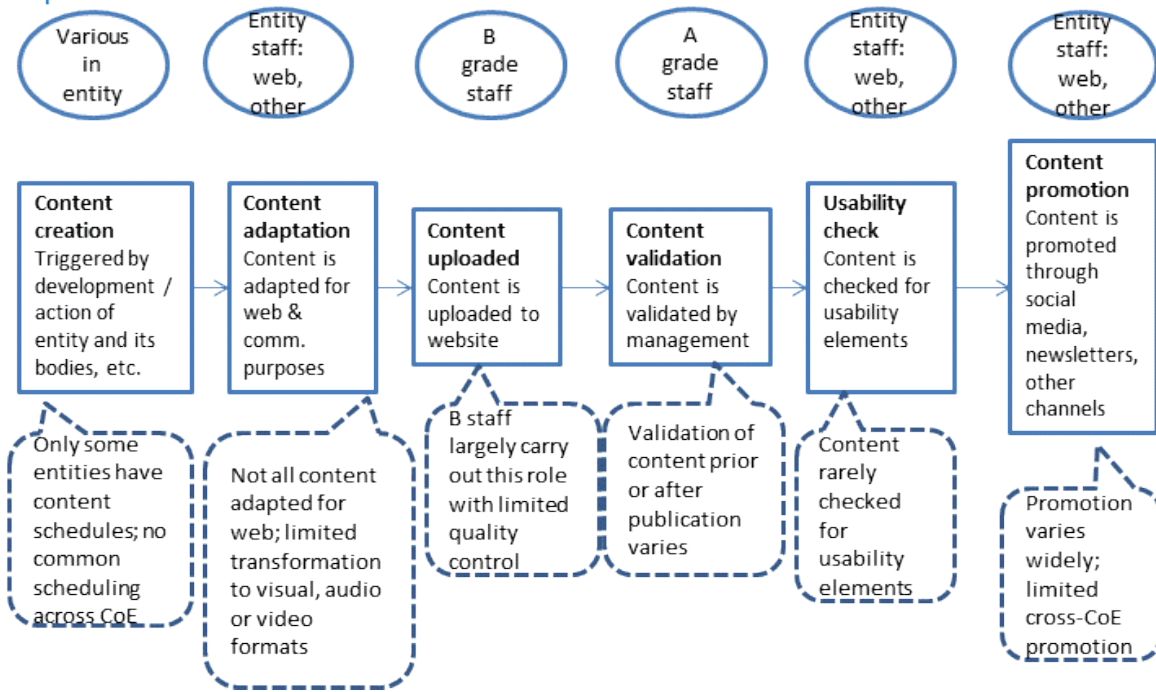 Various
in
entity
Entity
staff:
web,
other
B
grade
staff
A
grade
staff
Entity
staff:
web,
other
Entity
staff:
web,
other
Content
creation
Triggered by
development /
action of
entity and its
bodies, etc.
Content
adaptation
Content is
adapted for
web &
comm.
purposes
Content
uploaded
Content is
uploaded to
website
Content
validation
Content is
validated by
management
Usability
check
Content is
checked for
usability
elements
Content
promotion
Content is
promoted
through
social
media,
newsletters,
other
channels
Only some
entities have
content
schedules; no
common
scheduling
across CoE
Not all content
adapted for
web; limited
transformation
to visual, audio
or video
formats
B staff
largely carry
out this role
with limited
quality
control
Validation of
content prior
or after
publication
varies
Content
rarely
checked
for
usability
elements
Promotion
varies
widely;
limited
cross-CoE
promotion